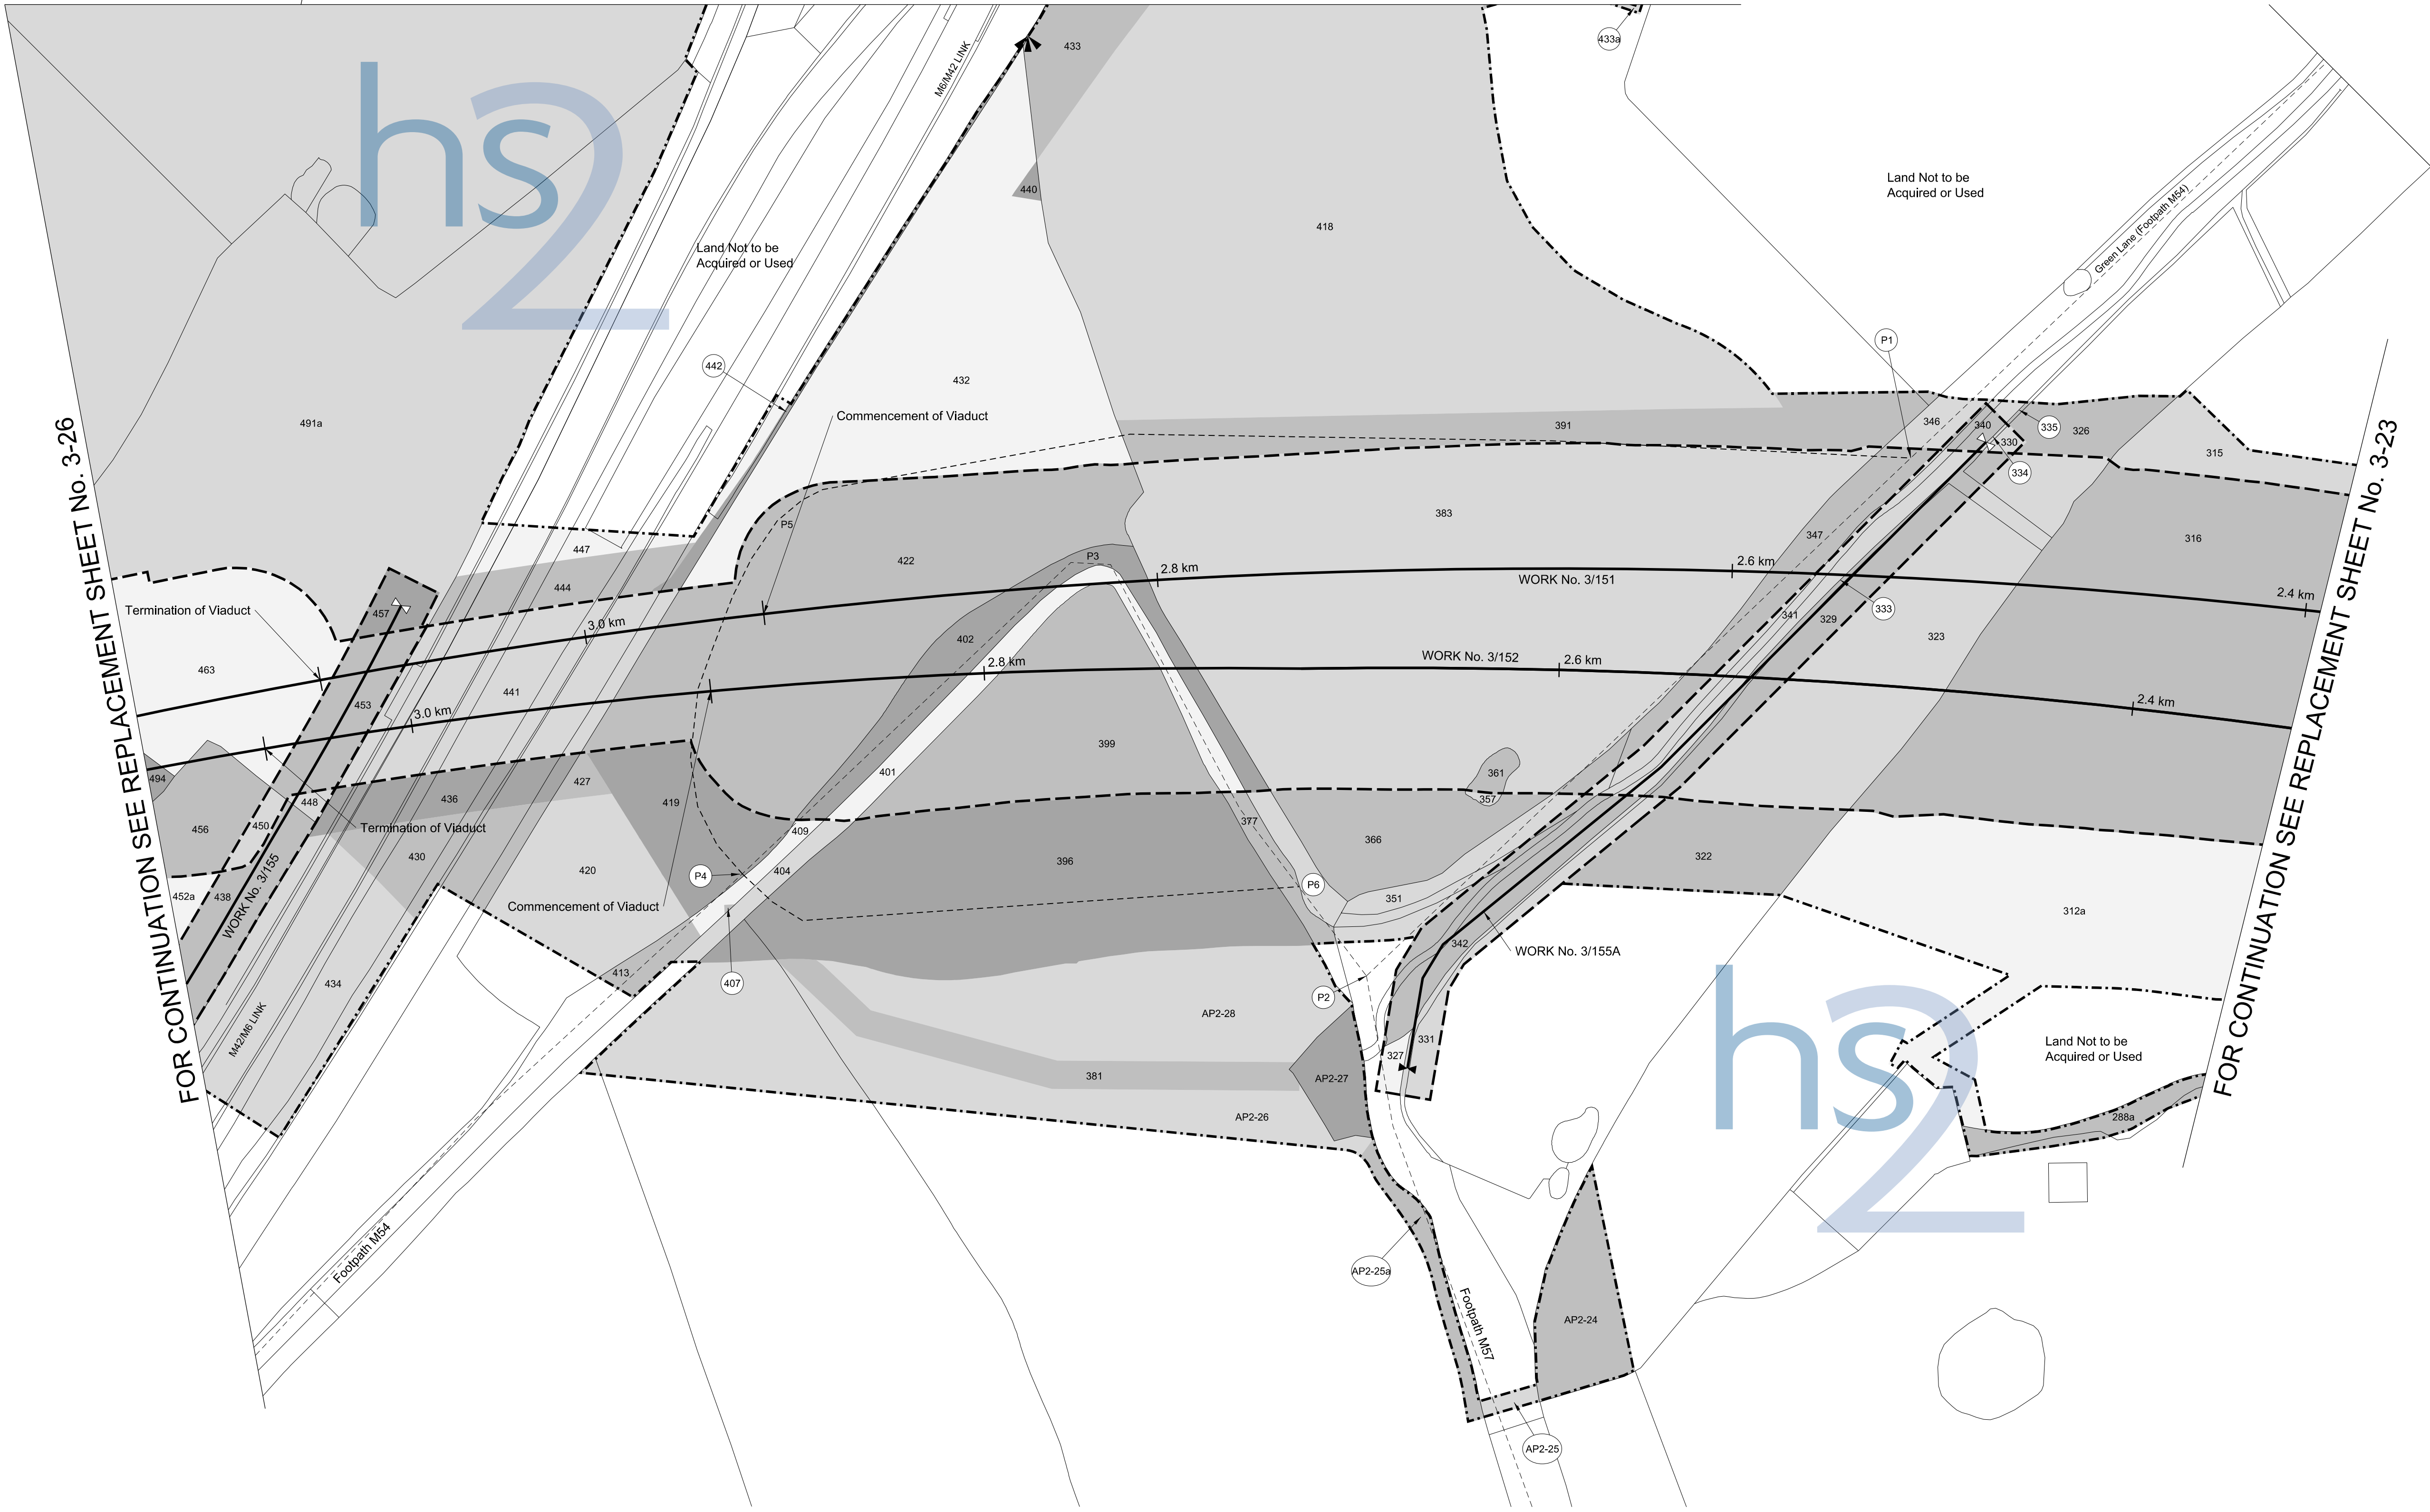 433
433a
M6/M42 LINK
hs2
Land Not to be
Acquired or Used
440
418
Green Lane (Footpath M54)
Land Not to be
Acquired or Used
P1
442
432
Commencement of Viaduct
491a
391
346
340
335
330
326
334
315
FOR CONTINUATION SEE REPLACEMENT SHEET No. 3-26
FOR CONTINUATION SEE REPLACEMENT SHEET No. 3-23
P5
383
347
316
447
422
P3
444
2.8 km
2.6 km
WORK No. 3/151
2.4 km
Termination of Viaduct
457
3.0 km
402
341
329
333
323
463
2.8 km
WORK No. 3/152
2.6 km
441
453
3.0 km
2.4 km
399
401
494
427
361
357
448
436
419
456
450
Termination of Viaduct
409
377
366
430
396
322
420
P4
404
P6
452a
438
WORK No. 3/155
Commencement of Viaduct
351
312a
342
WORK No. 3/155A
434
413
407
P2
hs2
AP2-28
M42/M6 LINK
331
327
Land Not to be
Acquired or Used
381
AP2-27
AP2-26
288a
Footpath M54
AP2-25a
Footpath M57
AP2-24
AP2-25